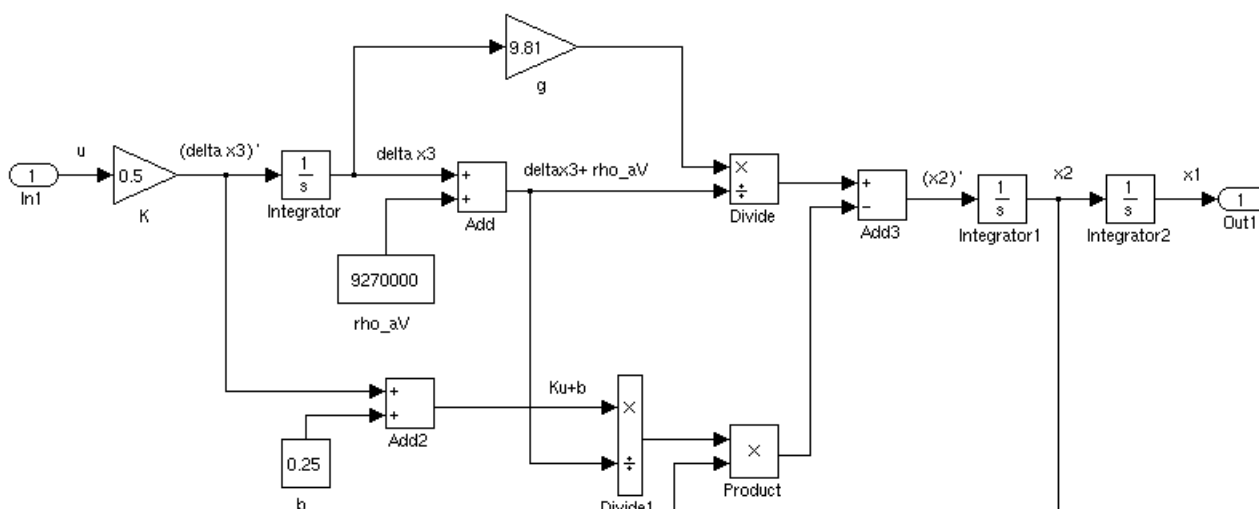 9.81
g
u
(delta x3)'
delta x3
deltax3+ rho_aV
(x2)'
x2
x1
1
In1
0.5
K
1
s
Integrator
+
+
Add
×
÷
Divide
+
−
Add3
1
s
Integrator1
1
s
Integrator2
1
Out1
9270000
rho_aV
+
+
Add2
Ku+b
0.25
b
×
÷
Divide1
×
Product